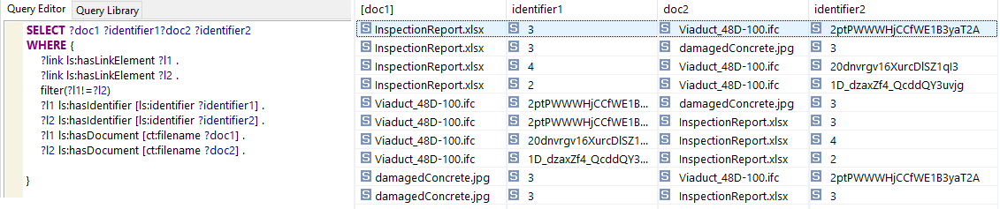 Query Editor Query Library
SELECT ?doc1 ?identifier1?doc2 ?identifier2
WHERE {
?link ls:hasLinkElement ?l1 .
?link ls:hasLinkElement ?l2 .
filter(?l1!=?l2)
?l1 ls:hasIdentifier [ls:identifier ?identifier1] .
?l2 ls:hasIdentifier [ls:identifier ?identifier2] .
?l1 ls:hasDocument [ct:filename ?doc1] .
?l2 ls:hasDocument [ct:filename ?doc2] .
}
[doc1] identifier1 doc2 identifier2
S InspectionReport.xlsx S 3 S Viaduct_48D-100.ifc S 2ptPWWWHjCCfWE1B3yaT2A
S InspectionReport.xlsx S 3 S damagedConcrete.jpg S 3
S InspectionReport.xlsx S 4 S Viaduct_48D-100.ifc S 20dnvrgv16XurcDlSZ1qI3
S InspectionReport.xlsx S 2 S Viaduct_48D-100.ifc S 1D_dzaxZf4_QcddQY3uvjg
S Viaduct_48D-100.ifc S 2ptPWWWHjCCfWE1B... S damagedConcrete.jpg S 3
S Viaduct_48D-100.ifc S 2ptPWWWHjCCfWE1B... S InspectionReport.xlsx S 3
S Viaduct_48D-100.ifc S 20dnvrgv16XurcDlSZ1... S InspectionReport.xlsx S 4
S Viaduct_48D-100.ifc S 1D_dzaxZf4_QcddQY3... S InspectionReport.xlsx S 2
S damagedConcrete.jpg S 3 S Viaduct_48D-100.ifc S 2ptPWWWHjCCfWE1B3yaT2A
S damagedConcrete.jpg S 3 S InspectionReport.xlsx S 3